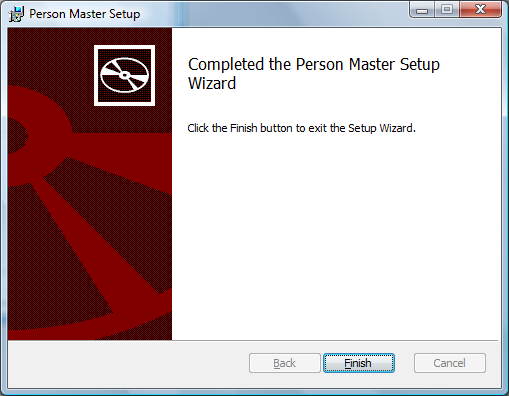 Person Master Setup
Completed the Person Master Setup
Wizard
Click the Finish button to exit the Setup Wizard.
Back
Finish
Cancel